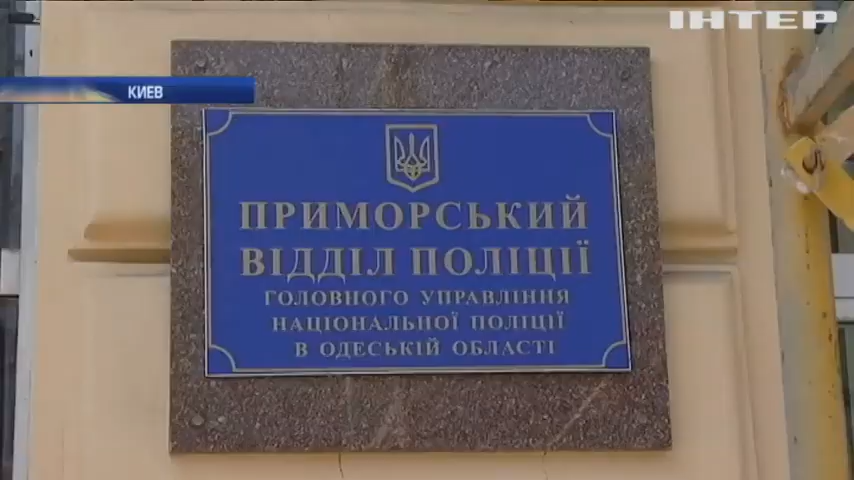 ІНТЕР
КИЕВ
ПРИМОРСЬКИЙ
ВІДДІЛ ПОЛІЦІЇ
ГОЛОВНОГО УПРАВЛІННЯ
НАЦІОНАЛЬНОЇ ПОЛІЦІЇ
В ОДЕСЬКІЙ ОБЛАСТІ